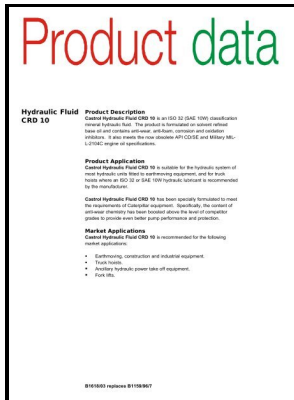 Product data
Hydraulic Fluid
CRD 10
Product Description
Castrol Hydraulic Fluid CRD 10 is an ISO 32 (SAE 10W) classification
mineral hydraulic fluid. The product is formulated on solvent refined
base oil and contains anti-wear, anti-foam, corrosion and oxidation
inhibitors. It also meets the now obsolete API CD/SE and Military MIL-
L-2104C engine oil specifications.
Product Application
Castrol Hydraulic Fluid CRD 10 is suitable for the hydraulic system of
most hydraulic units fitted to earthmoving equipment, and for truck
hoists where an ISO 32 or SAE 10W hydraulic lubricant is recommended
by the manufacturer.
Castrol Hydraulic Fluid CRD 10 has been specially formulated to meet
the requirements of Caterpillar equipment. Specifically, the content of
anti-wear chemistry has been boosted above the level of competitor
grades to provide even better pump performance and protection.
Market Applications
Castrol Hydraulic Fluid CRD 10 is recommended for the following
market applications:
• Earthmoving, construction and industrial equipment.
• Truck hoists.
• Ancillary hydraulic power take off equipment.
• Fork lifts.
B1616/03 replaces B1159/96/7